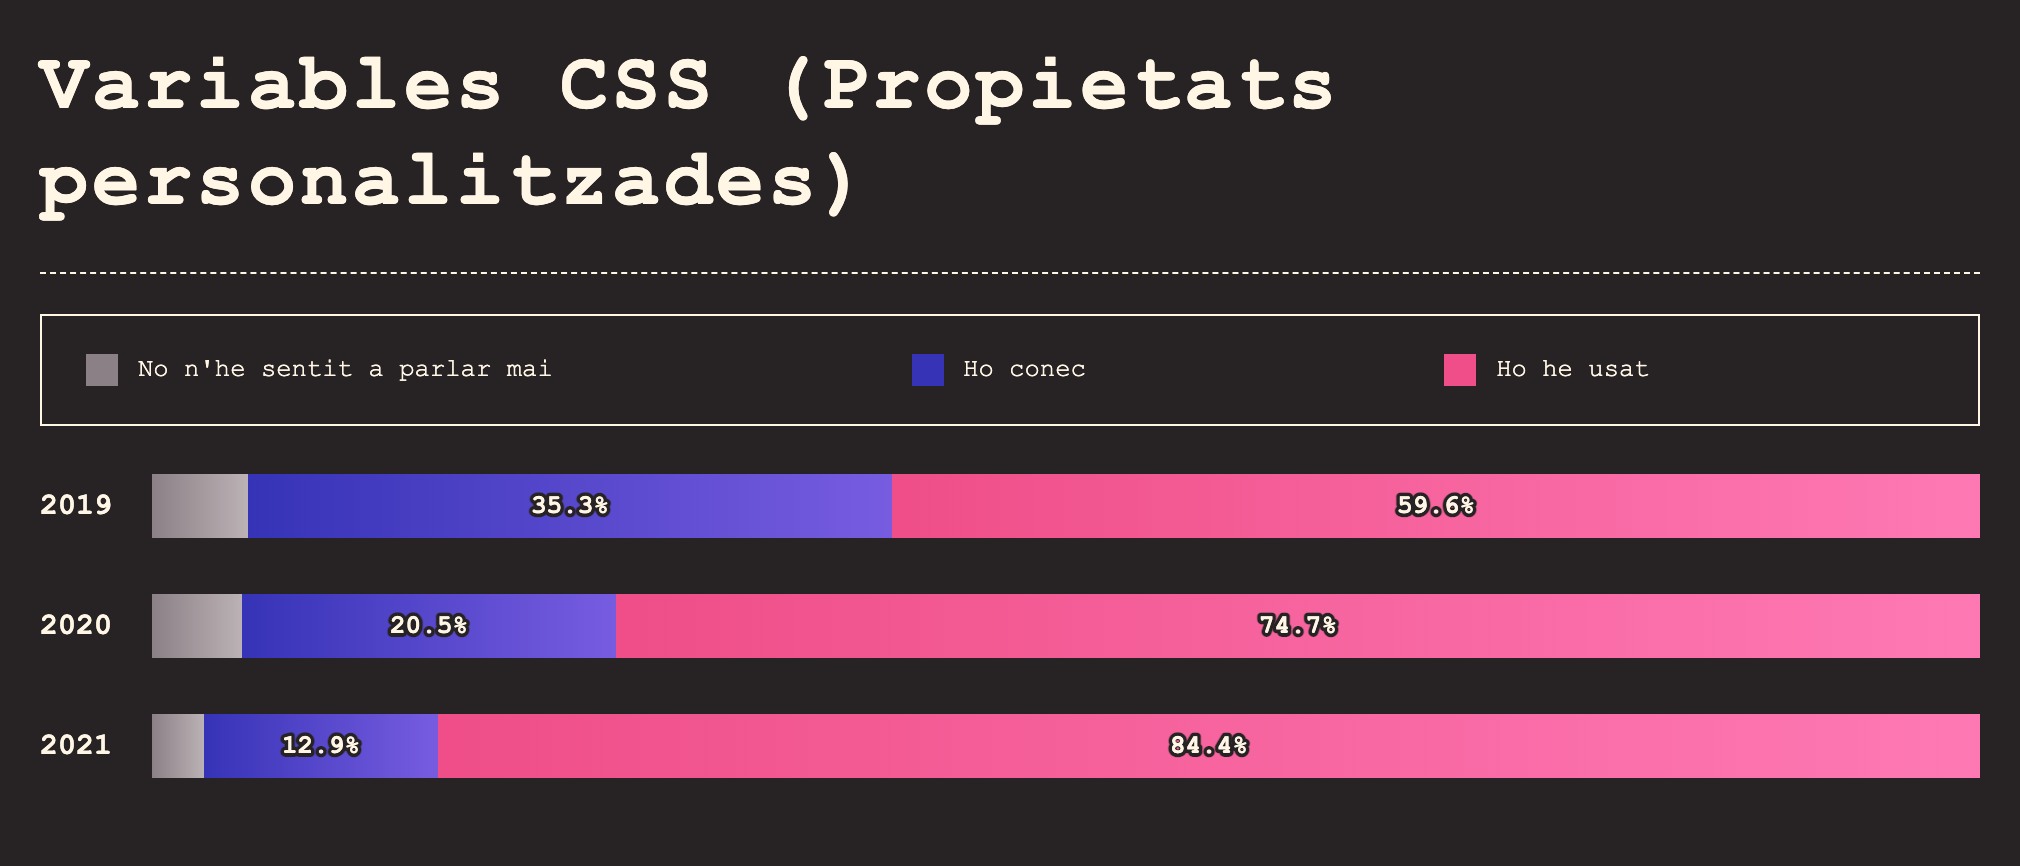 Variables CSS (Propietats
personalitzades)
No n'he sentit a parlar mai
Ho conec
Ho he usat
2019
35.3%
59.6%
2020
20.5%
74.7%
2021
12.9%
84.4%